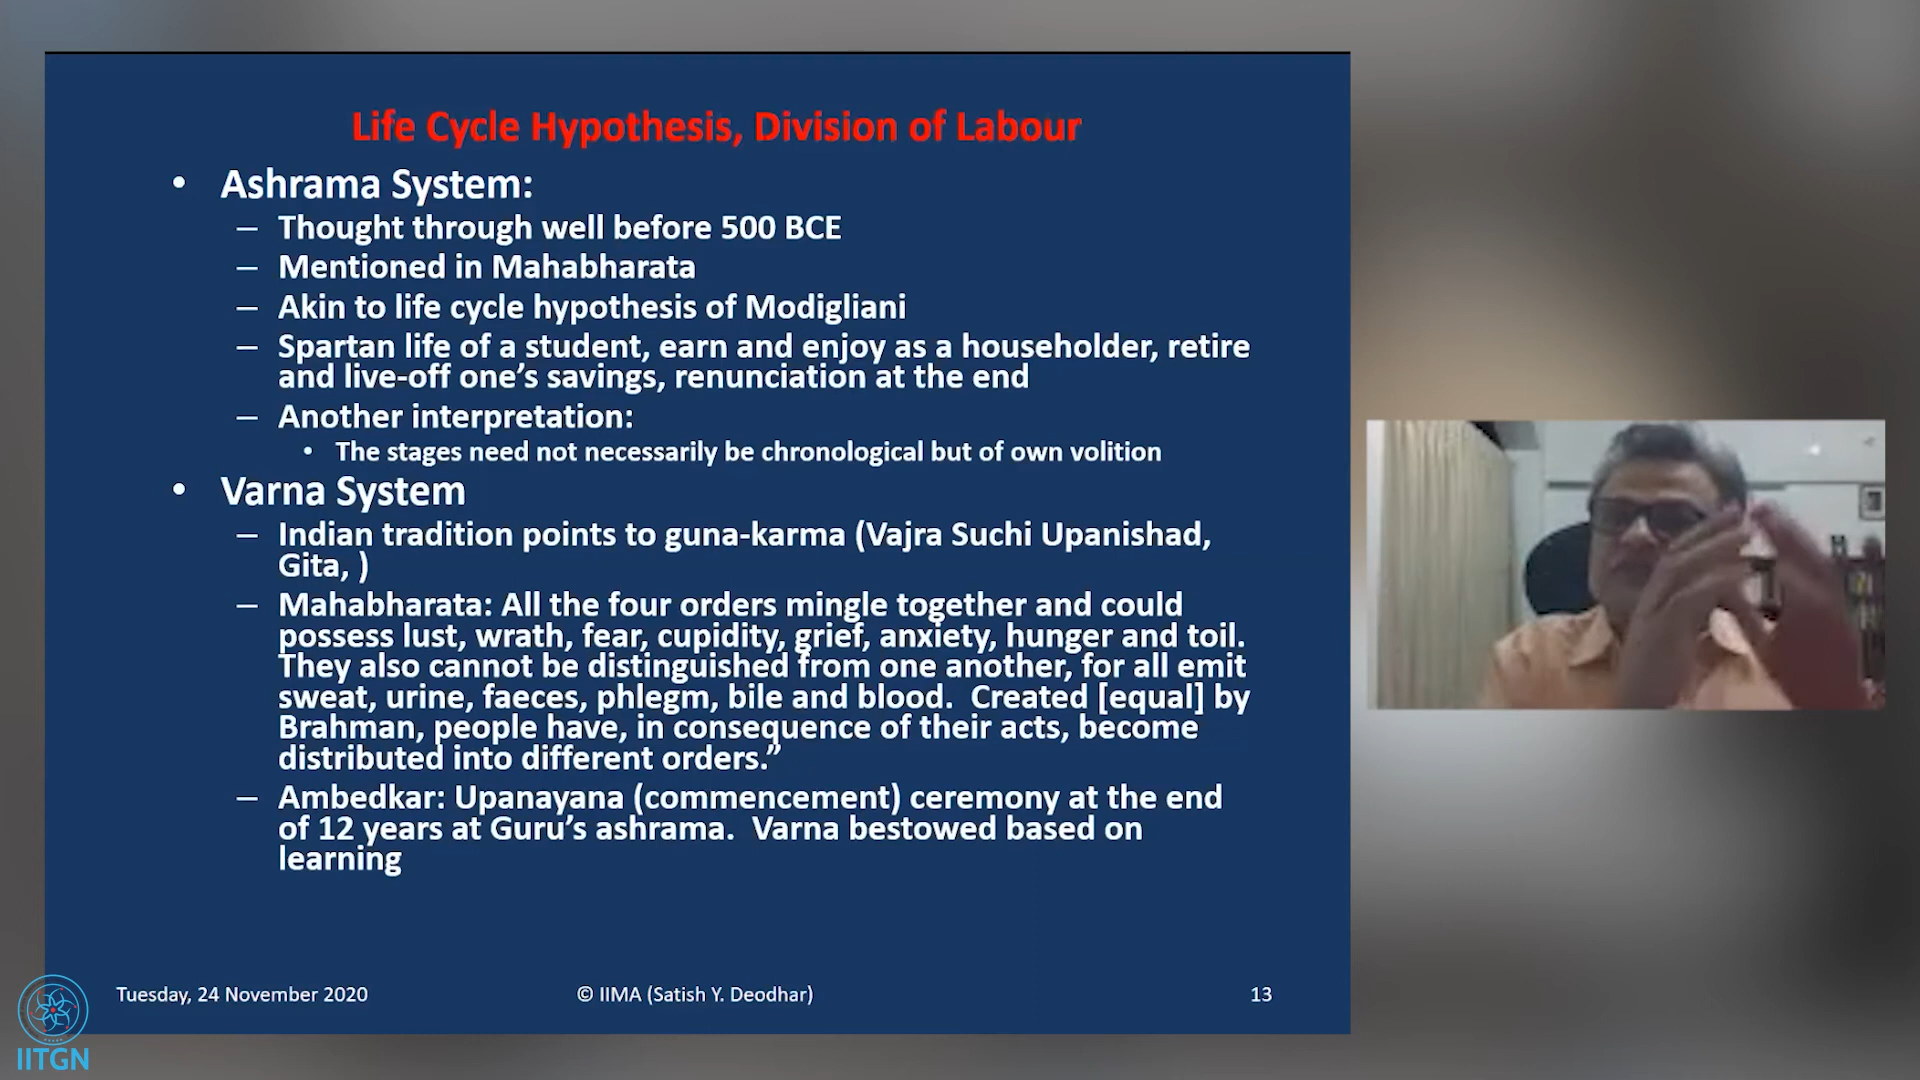 Life Cycle Hypothesis, Division of Labour
• Ashrama System:
– Thought through well before 500 BCE
– Mentioned in Mahabharata
– Akin to life cycle hypothesis of Modigliani
– Spartan life of a student, earn and enjoy as a householder, retire
and live-off one’s savings, renunciation at the end
– Another interpretation:
• The stages need not necessarily be chronological but of own volition
• Varna System
– Indian tradition points to guna-karma (Vajra Suchi Upanishad,
Gita, )
– Mahabharata: All the four orders mingle together and could
possess lust, wrath, fear, cupidity, grief, anxiety, hunger and toil.
They also cannot be distinguished from one another, for all emit
sweat, urine, faeces, phlegm, bile and blood.  Created [equal] by
Brahman, people have, in consequence of their acts, become
distributed into different orders.”
– Ambedkar: Upanayana (commencement) ceremony at the end
of 12 years at Guru’s ashrama.  Varna bestowed based on
learning
Tuesday, 24 November 2020
© IIMA (Satish Y. Deodhar)
13
IITGN